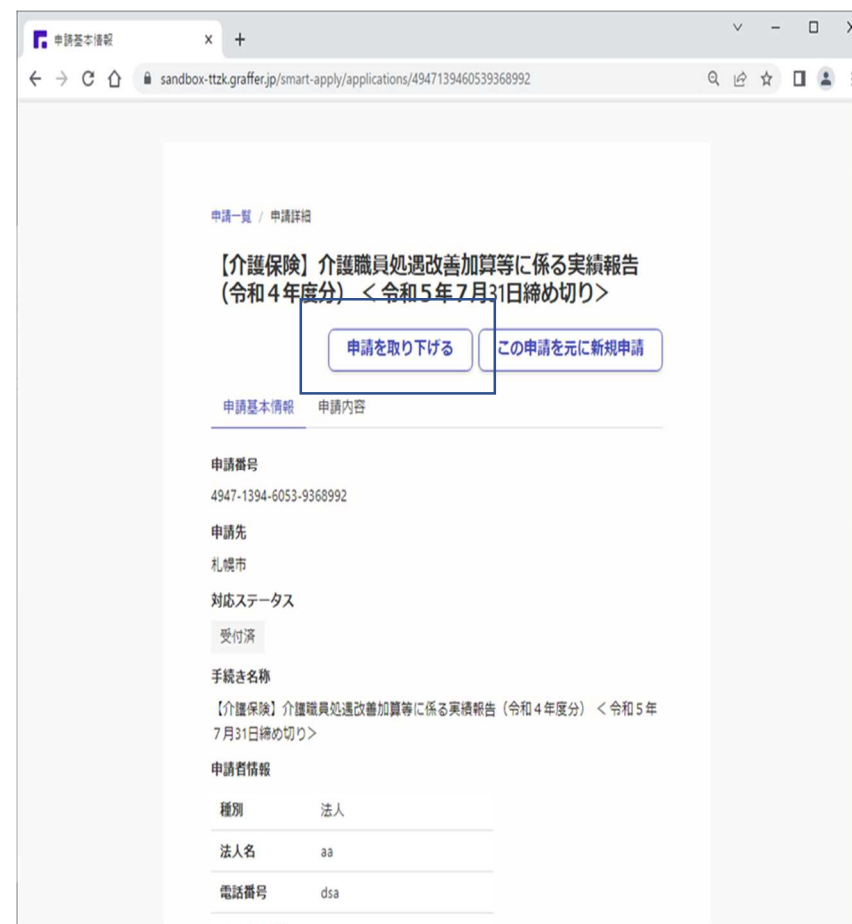 申請基本情報
sandbox-ttzk.graffer.jp/smart-apply/applications/4947139460539368992
申請一覧 / 申請詳細
【介護保険】介護職員処遇改善加算等に係る実績報告
(令和4年度分) <令和5年7月31日締め切り>
申請を取り下げる
この申請を元に新規申請
申請基本情報 申請内容
申請番号
4947-1394-6053-9368992
申請先
札幌市
対応ステータス
受付済
手続き名称
【介護保険】介護職員処遇改善加算等に係る実績報告(令和4年度分) <令和5年
7月31日締め切り>
申請者情報
種別 法人
法人名 aa
電話番号 dsa